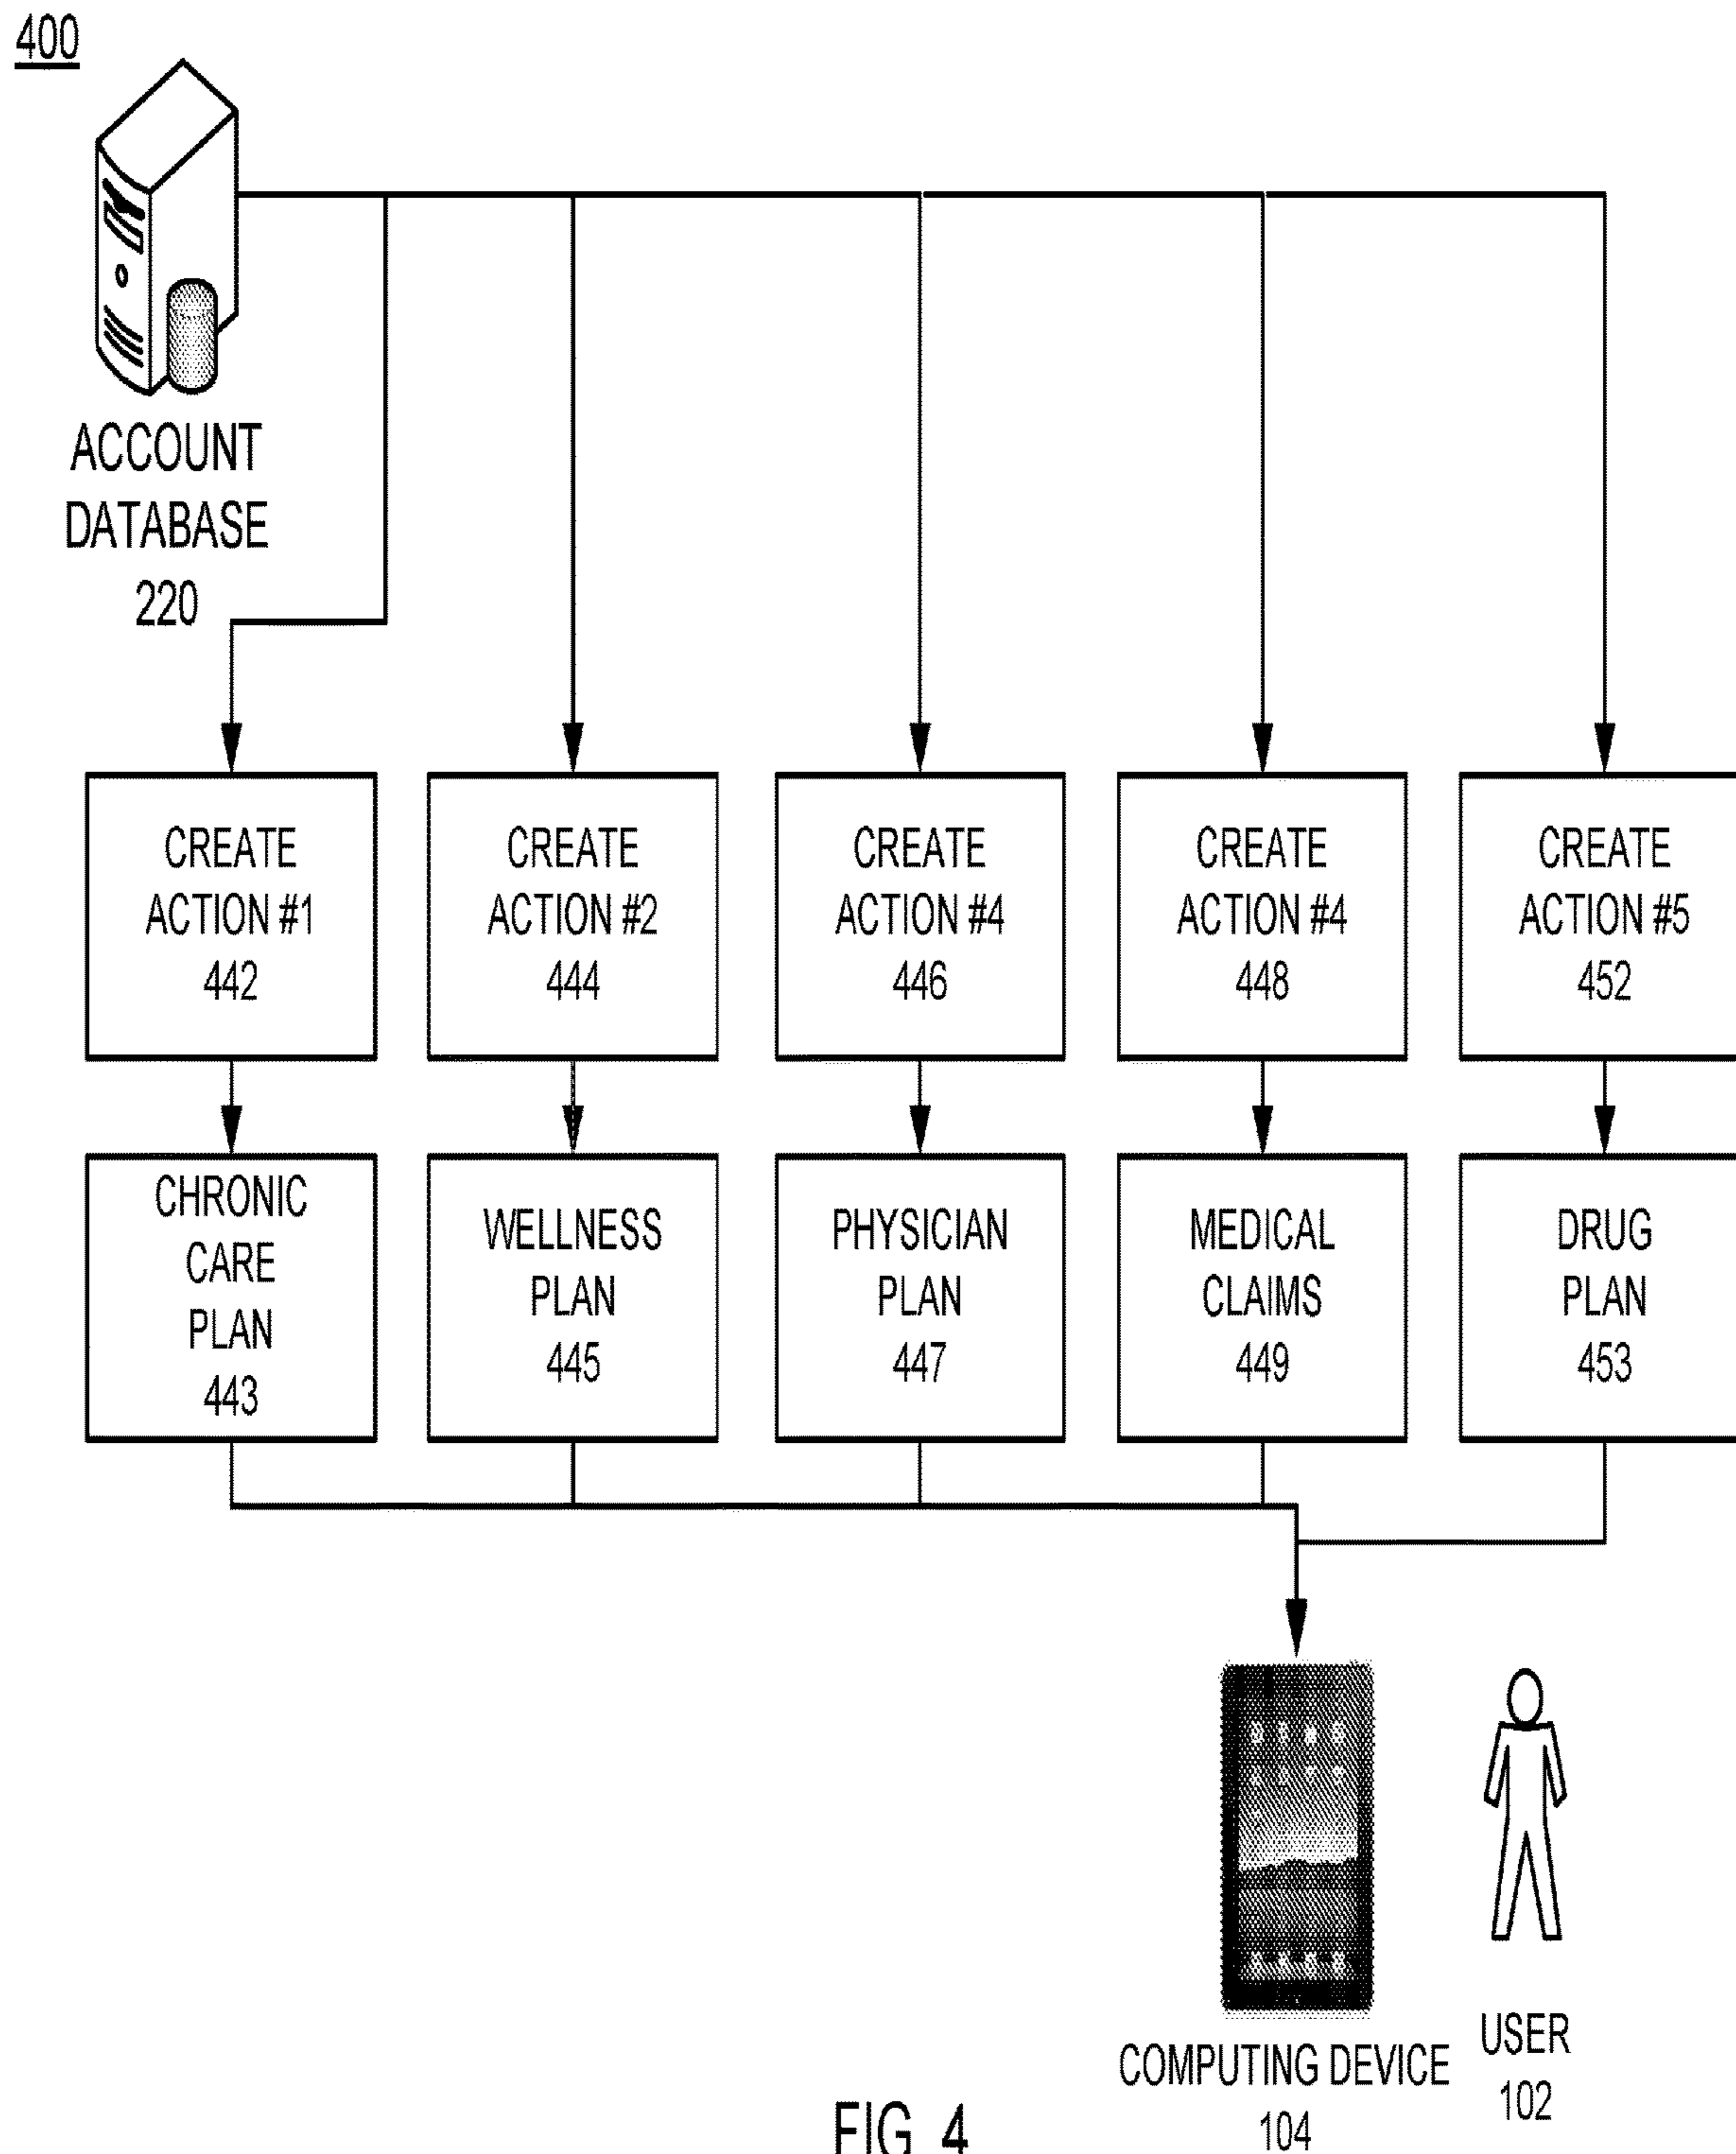 400
ACCOUNT
DATABASE
220
CREATE
ACTION #1
442
CREATE
ACTION #2
444
CREATE
ACTION #4
446
CREATE
ACTION #4
448
CREATE
ACTION #5
452
CHRONIC
CARE
PLAN
443
WELLNESS
PLAN
445
PHYSICIAN
PLAN
447
MEDICAL
CLAIMS
449
DRUG
PLAN
453
COMPUTING DEVICE
104
USER
102
FIG. 4